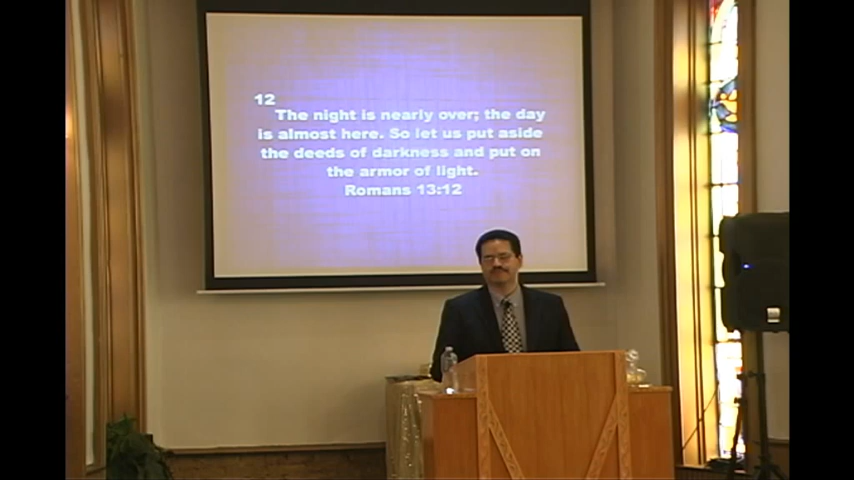 12
The night is nearly over; the day
is almost here. So let us put aside
the deeds of darkness and put on
the armor of light.
Romans 13:12